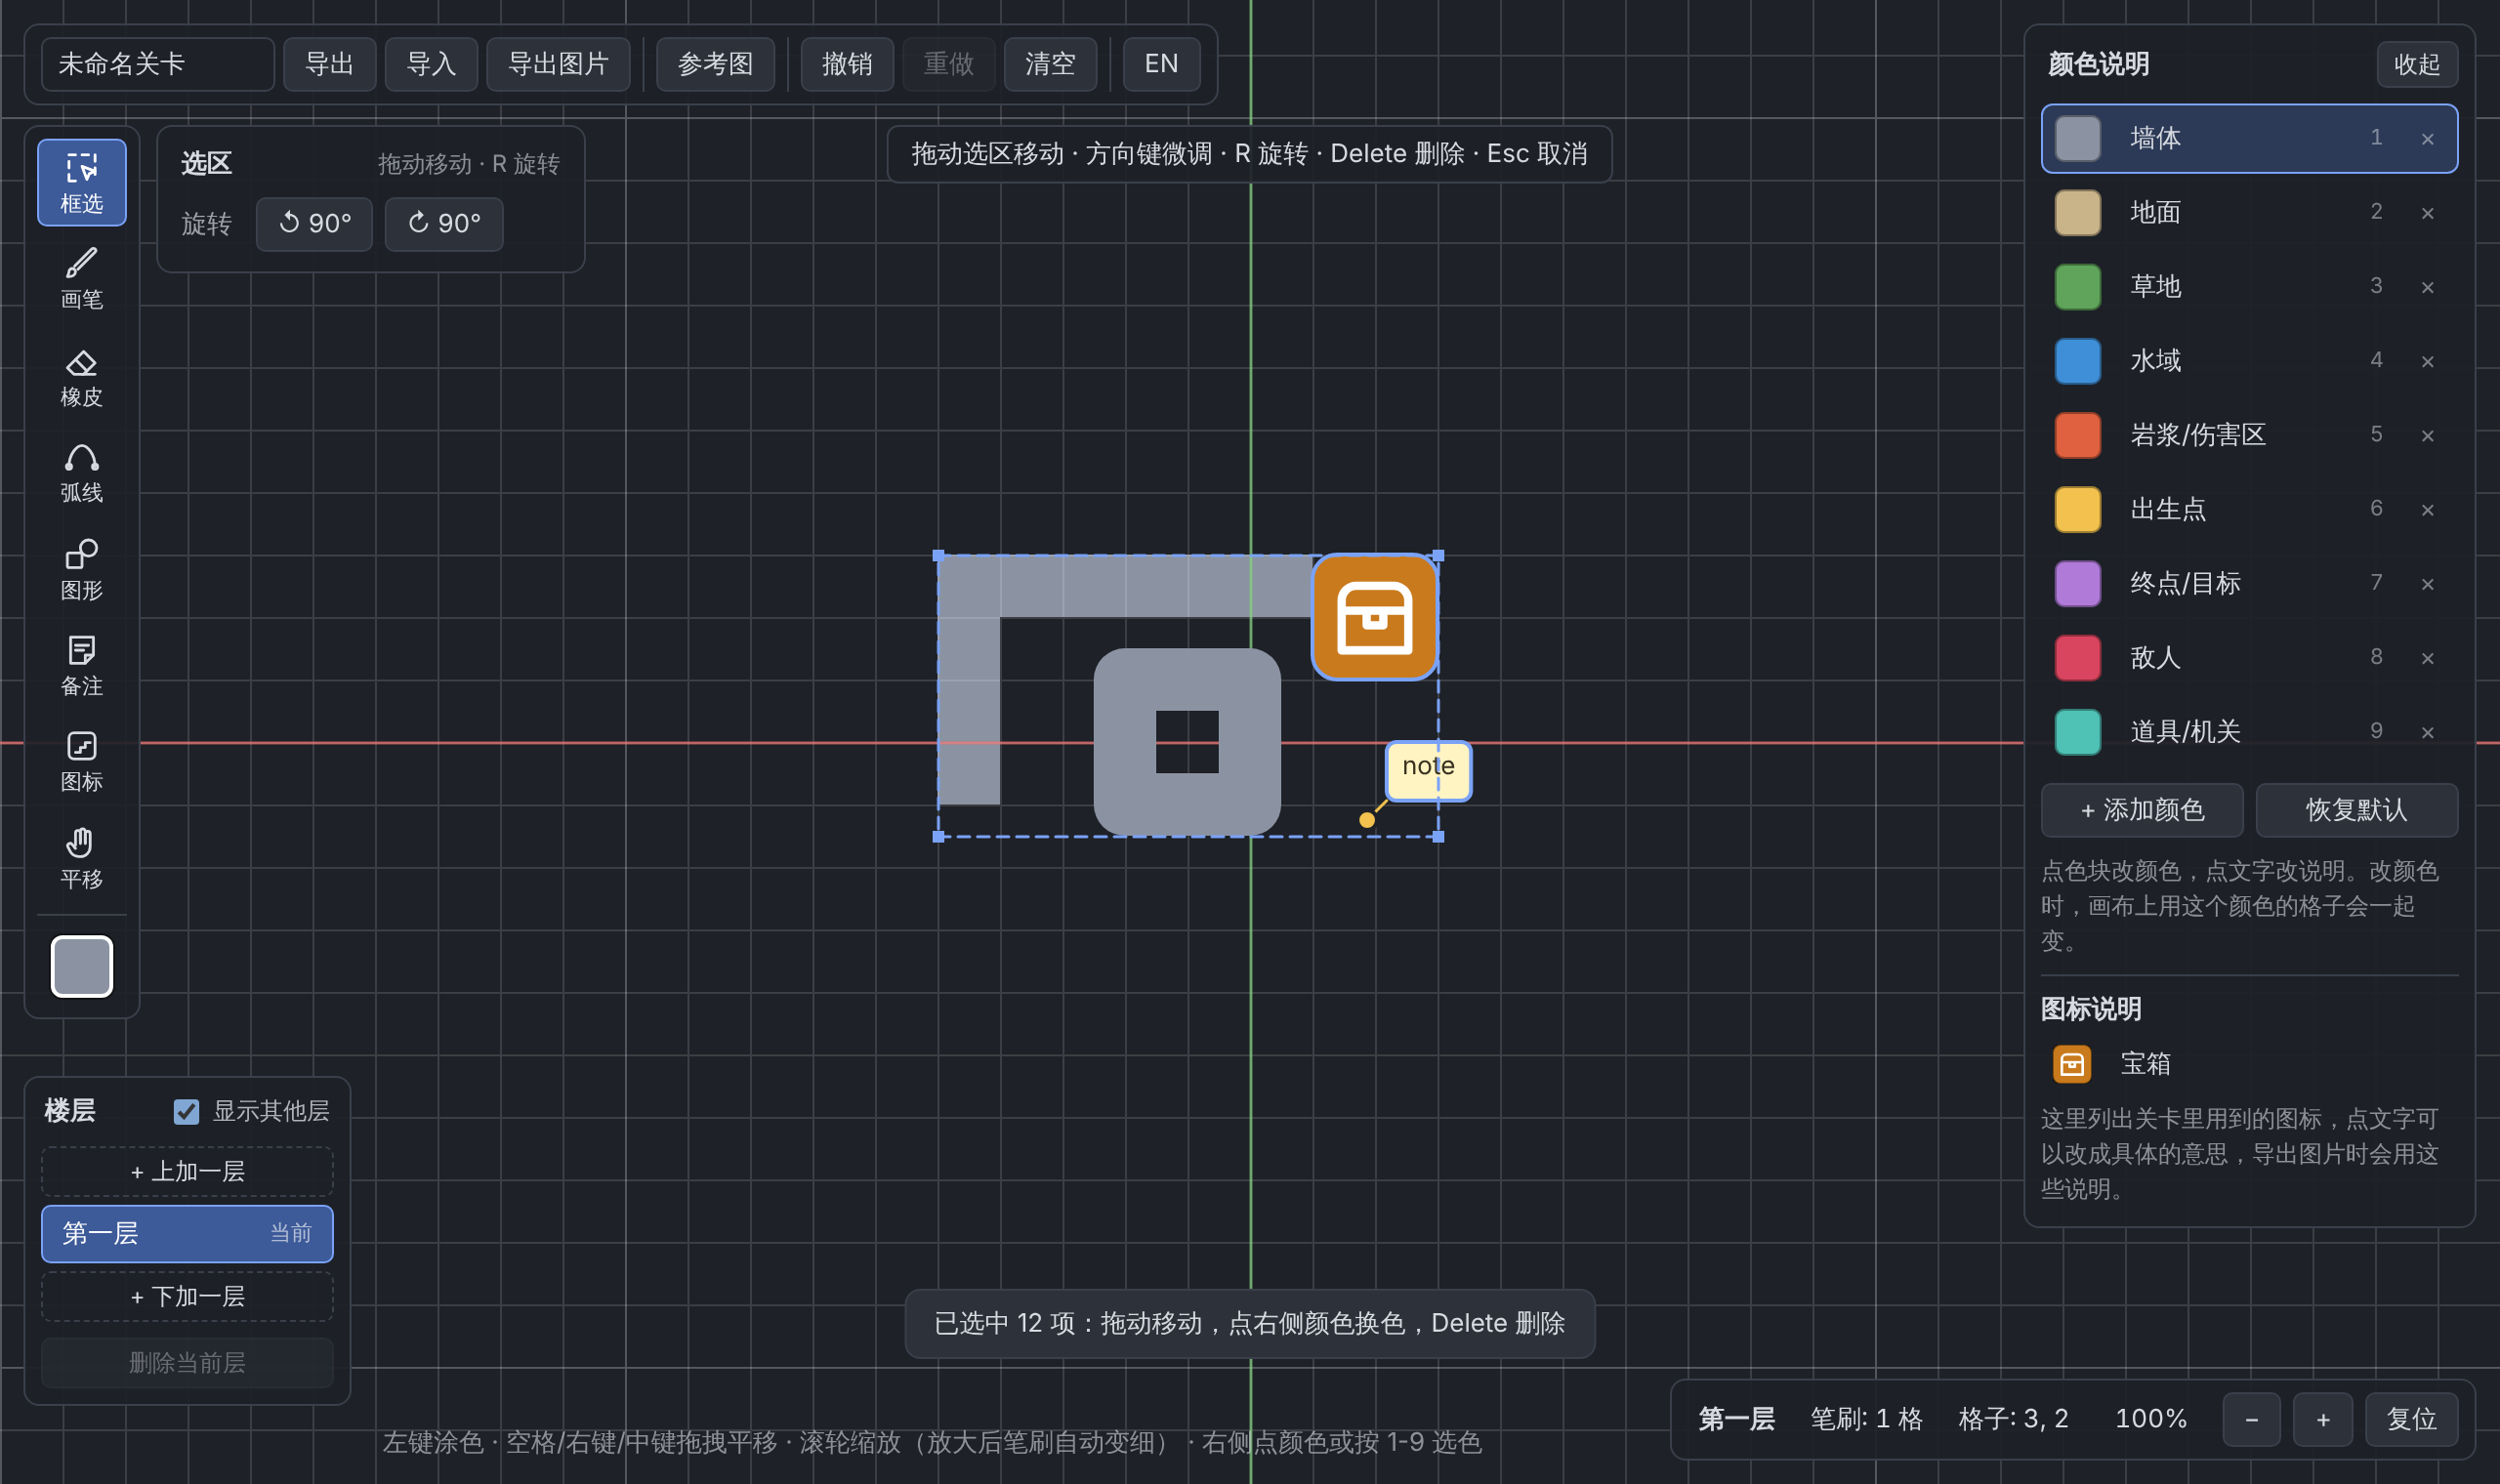 未命名关卡 导出 导入 导出图片 参考图 撤销 重做 清空 EN
框选
画笔
橡皮
弧线
图形
备注
图标
平移
选区 拖动移动 · R 旋转
旋转 90° 90°
拖动选区移动 · 方向键微调 · R 旋转 · Delete 删除 · Esc 取消
note
颜色说明 收起
墙体 1 ×
地面 2 ×
草地 3 ×
水域 4 ×
岩浆/伤害区 5 ×
出生点 6 ×
终点/目标 7 ×
敌人 8 ×
道具/机关 9 ×
+ 添加颜色 恢复默认
点色块改颜色，点文字改说明。改颜色
时，画布上用这个颜色的格子会一起
变。
图标说明
宝箱
这里列出关卡里用到的图标，点文字可
以改成具体的意思，导出图片时会用这
些说明。
楼层 显示其他层
+ 上加一层
第一层 当前
+ 下加一层
删除当前层
已选中 12 项：拖动移动，点右侧颜色换色，Delete 删除
左键涂色 · 空格/右键/中键拖拽平移 · 滚轮缩放（放大后笔刷自动变细） · 右侧点颜色或按 1-9 选色
第一层 笔刷: 1 格 格子: 3, 2 100% − + 复位